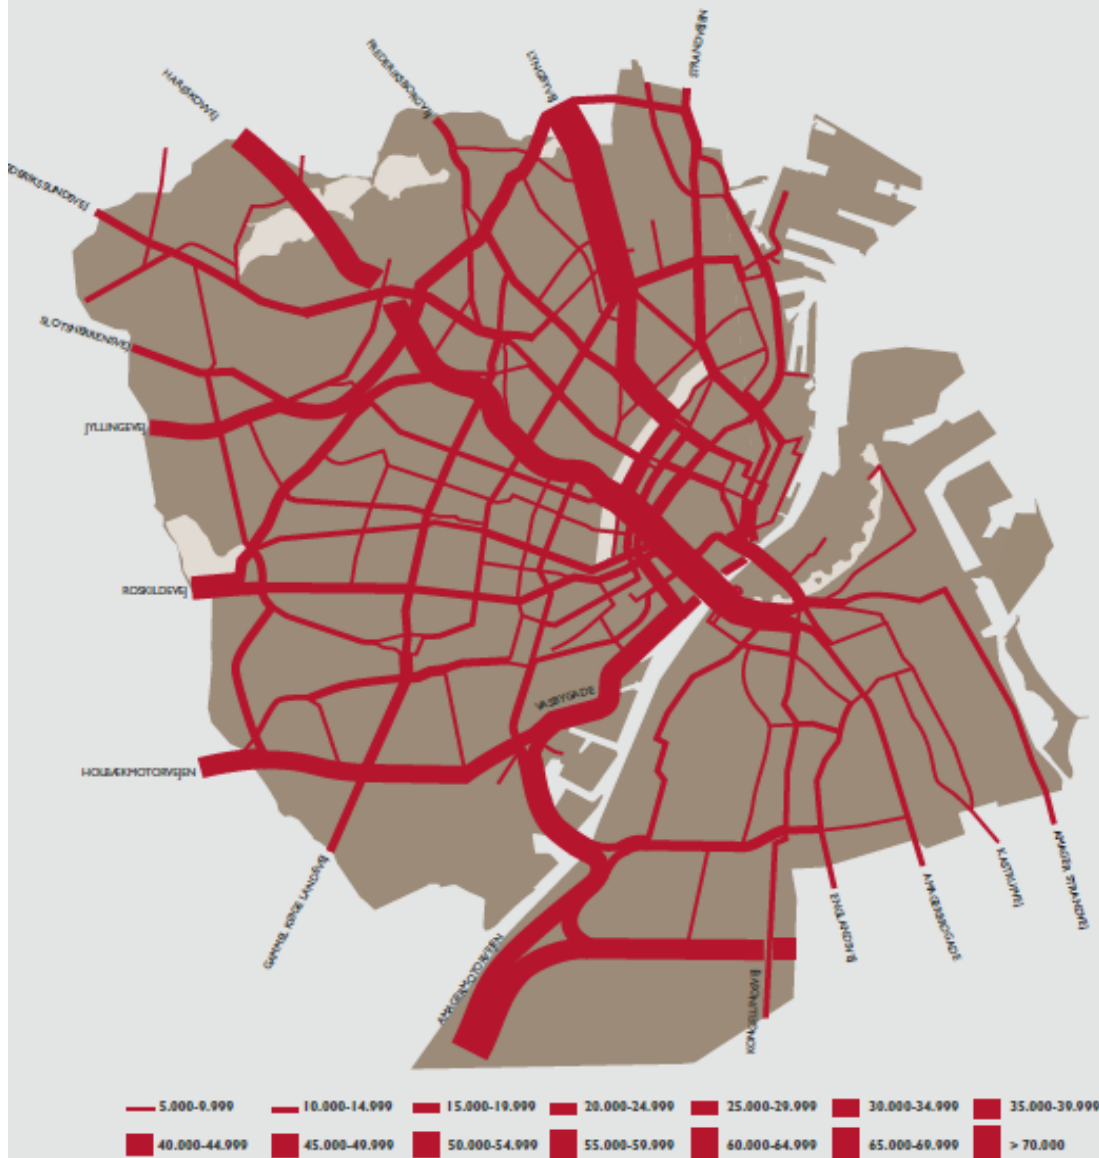 STRANDVEJEN
LYNGBYVEJ
FREDERIKSBORGVEJ
HARESKOVVEJ
SLOTSHERRENSVEJ
JYLLINGEVEJ
ROSKILDEVEJ
VASBYGADE
HOLBÆKMOTORVEJEN
GAMMEL KØGE LANDEVEJ
AMAGERMOTORVEJEN
KONGELUNDSVEJ
ENGLANDSVEJ
AMAGERBROGADE
KASTRUPVEJ
AMAGER STRANDVEJ
5.000-9.999 10.000-14.999 15.000-19.999 20.000-24.999 25.000-29.999 30.000-34.999 35.000-39.999
40.000-44.999 45.000-49.999 50.000-54.999 55.000-59.999 60.000-64.999 65.000-69.999 > 70.000